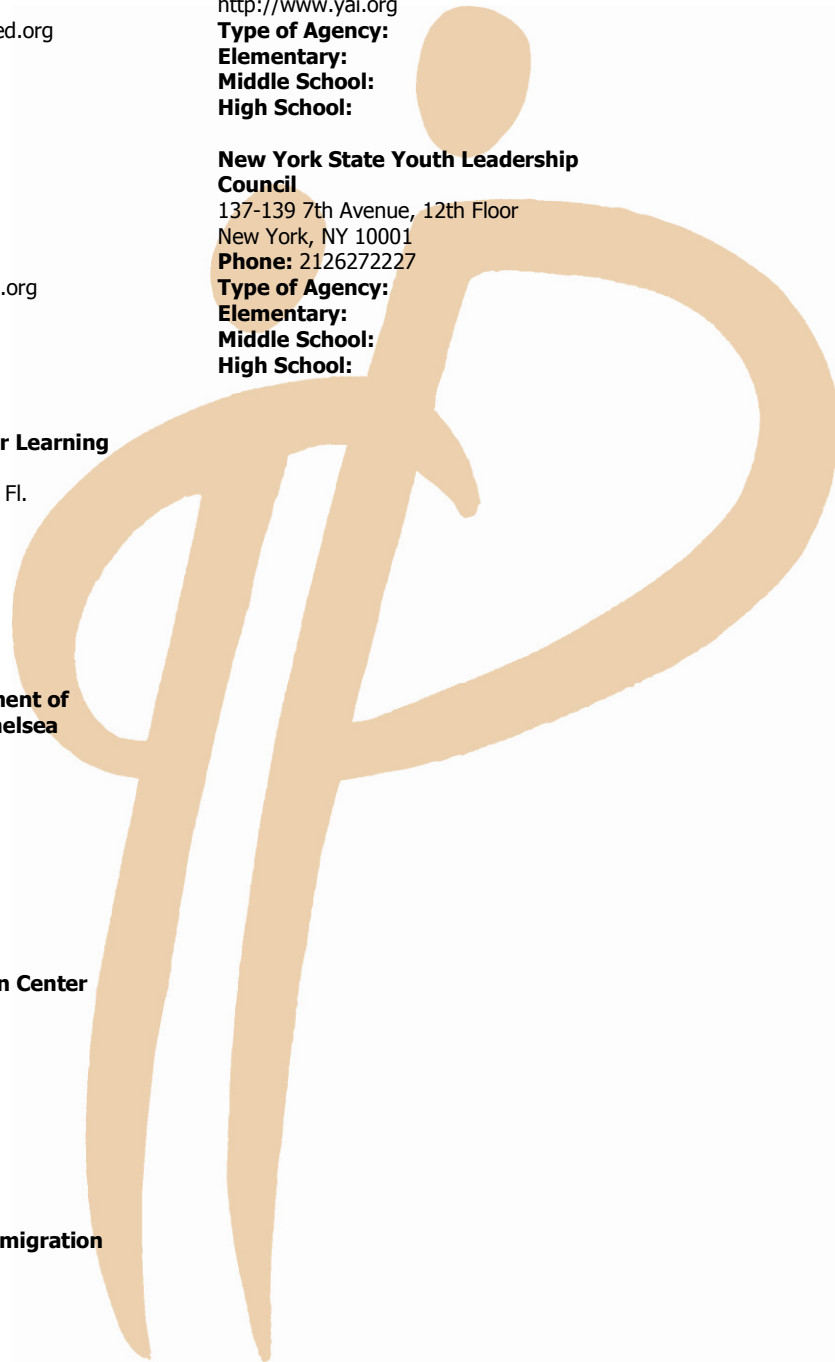 ed.org
.org
r Learning
Fl.
ment of
helsea
n Center
migration
http://www.yai.org
Type of Agency:
Elementary:
Middle School:
High School:
New York State Youth Leadership
Council
137-139 7th Avenue, 12th Floor
New York, NY 10001
Phone: 2126272227
Type of Agency:
Elementary:
Middle School:
High School: